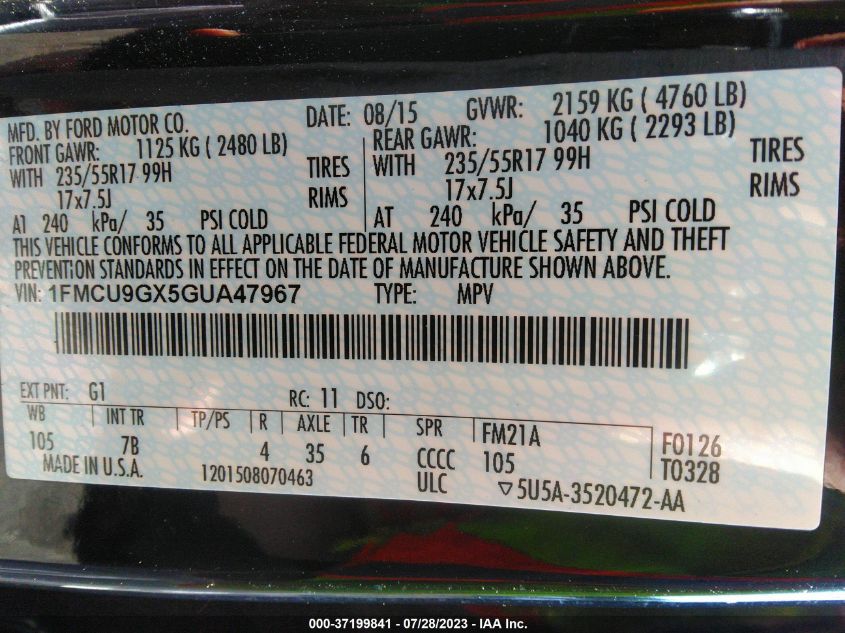 MFD. BY FORD MOTOR CO. DATE: 08/15 GVWR: 2159 KG ( 4760 LB)
FRONT GAWR: 1125 KG ( 2480 LB) REAR GAWR: 1040 KG ( 2293 LB)
WITH 235/55R17 99H TIRES WITH 235/55R17 99H TIRES
17x7.5J RIMS 17x7.5J RIMS
AT 240 kPa/ 35 PSI COLD AT 240 kPa/ 35 PSI COLD
THIS VEHICLE CONFORMS TO ALL APPLICABLE FEDERAL MOTOR VEHICLE SAFETY AND THEFT
PREVENTION STANDARDS IN EFFECT ON THE DATE OF MANUFACTURE SHOWN ABOVE.
VIN: 1FMCU9GX5GUA47967 TYPE: MPV
EXT PNT: G1 RC: 11 DSO:
WB INT TR TP/PS R AXLE TR SPR FM21A F0126
105 7B 4 35 6 CCCC 105 T0328
MADE IN U.S.A. 1201508070463 ULC ▽5U5A-3520472-AA
000-37199841 - 07/28/2023 - IAA Inc.